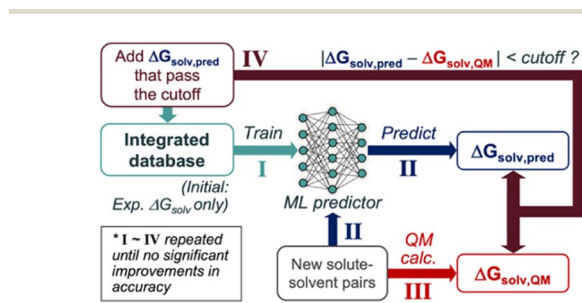 Add ΔGsolv,pred
that pass
the cutoff
IV
|ΔGsolv,pred – ΔGsolv,QM| < cutoff ?
Integrated
database
Train
I
Predict
II
ΔGsolv,pred
(Initial:
Exp. ΔGsolv only)
ML predictor
* I ~ IV repeated
until no significant
improvements in
accuracy
II
New solute-
solvent pairs
QM
calc.
III
ΔGsolv,QM